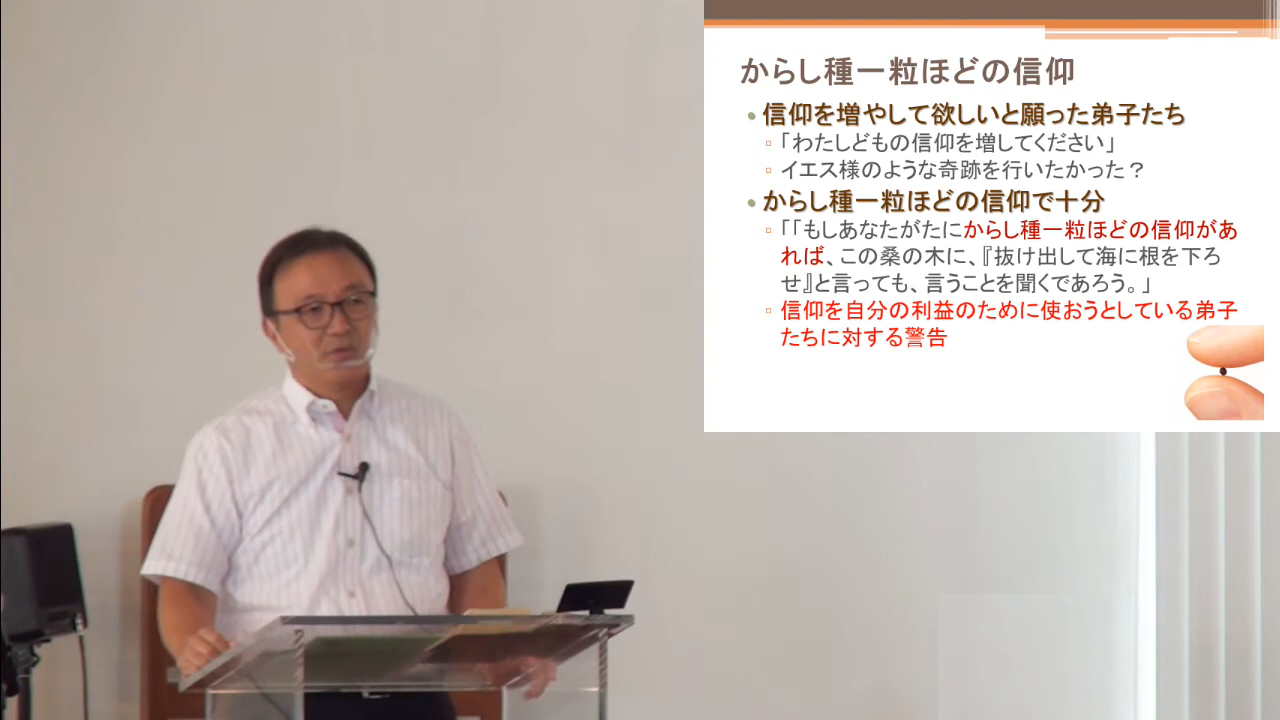 からし種一粒ほどの信仰
• 信仰を増やして欲しいと願った弟子たち
▫ 「わたしどもの信仰を増してください」
▫ イエス様のような奇跡を行いたかった？
• からし種一粒ほどの信仰で十分
▫ 「「もしあなたがたにからし種一粒ほどの信仰があ
れば、この桑の木に、『抜け出して海に根を下ろ
せ』と言っても、言うことを聞くであろう。」
▫ 信仰を自分の利益のために使おうとしている弟子
たちに対する警告